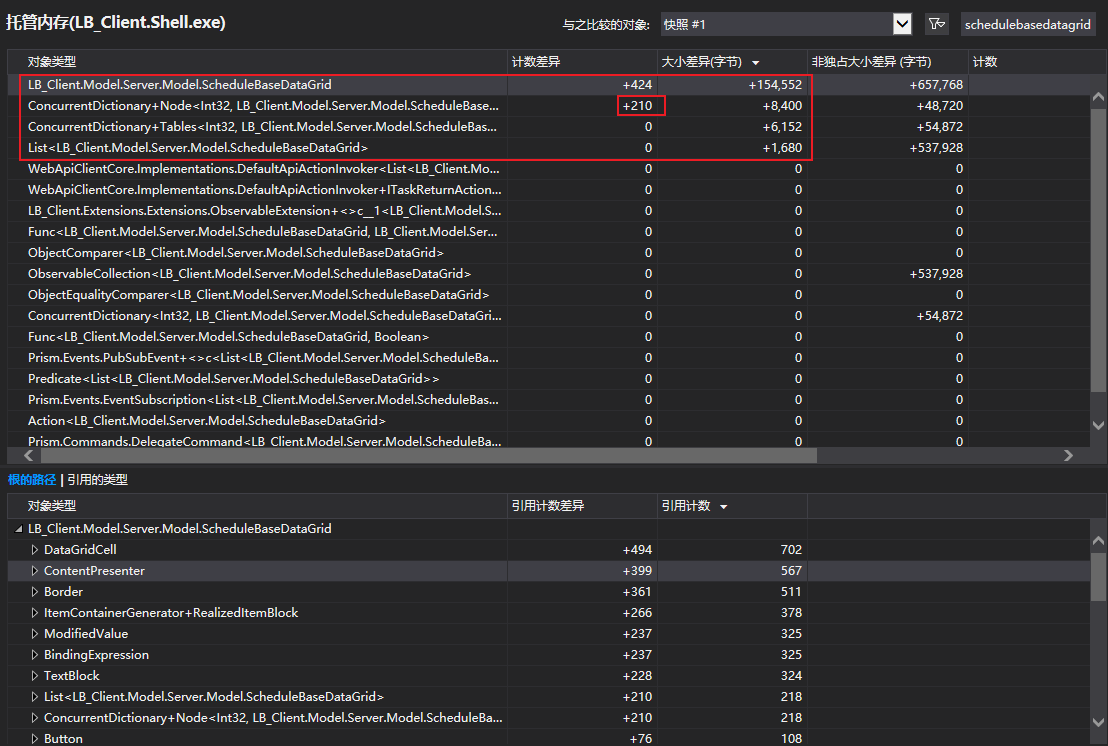 托管内存(LB_Client.Shell.exe)
与之比较的对象: 快照 #1 schedulebasedatagrid
对象类型 计数差异 大小差异(字节) 非独占大小差异 (字节) 计数
LB_Client.Model.Server.Model.ScheduleBaseDataGrid +424 +154,552 +657,768
ConcurrentDictionary+Node<Int32, LB_Client.Model.Server.Model.ScheduleBase... +210 +8,400 +48,720
ConcurrentDictionary+Tables<Int32, LB_Client.Model.Server.Model.ScheduleBas... 0 +6,152 +54,872
List<LB_Client.Model.Server.Model.ScheduleBaseDataGrid> 0 +1,680 +537,928
WebApiClientCore.Implementations.DefaultApiActionInvoker<List<LB_Client.Mo... 0 0 0
WebApiClientCore.Implementations.DefaultApiActionInvoker+ITaskReturnAction... 0 0 0
LB_Client.Extensions.Extensions.ObservableExtension+<>c__1<LB_Client.Model.S... 0 0 0
Func<LB_Client.Model.Server.Model.ScheduleBaseDataGrid, LB_Client.Model.Ser... 0 0 0
ObjectComparer<LB_Client.Model.Server.Model.ScheduleBaseDataGrid> 0 0 0
ObservableCollection<LB_Client.Model.Server.Model.ScheduleBaseDataGrid> 0 0 +537,928
ObjectEqualityComparer<LB_Client.Model.Server.Model.ScheduleBaseDataGrid> 0 0 0
ConcurrentDictionary<Int32, LB_Client.Model.Server.Model.ScheduleBaseDataGri... 0 0 +54,872
Func<LB_Client.Model.Server.Model.ScheduleBaseDataGrid, Boolean> 0 0 0
Prism.Events.PubSubEvent+<>c<List<LB_Client.Model.Server.Model.ScheduleBa... 0 0 0
Predicate<List<LB_Client.Model.Server.Model.ScheduleBaseDataGrid>> 0 0 0
Prism.Events.EventSubscription<List<LB_Client.Model.Server.Model.ScheduleBas... 0 0 0
Action<LB_Client.Model.Server.Model.ScheduleBaseDataGrid> 0 0 0
Prism.Commands.DelegateCommand<LB_Client.Model.Server.Model.ScheduleBa... 0 0 0
根的路径 | 引用的类型
对象类型 引用计数差异 引用计数
LB_Client.Model.Server.Model.ScheduleBaseDataGrid
DataGridCell +494 702
ContentPresenter +399 567
Border +361 511
ItemContainerGenerator+RealizedItemBlock +266 378
ModifiedValue +237 325
BindingExpression +237 325
TextBlock +228 324
List<LB_Client.Model.Server.Model.ScheduleBaseDataGrid> +210 218
ConcurrentDictionary+Node<Int32, LB_Client.Model.Server.Model.ScheduleBa... +210 218
Button +76 108